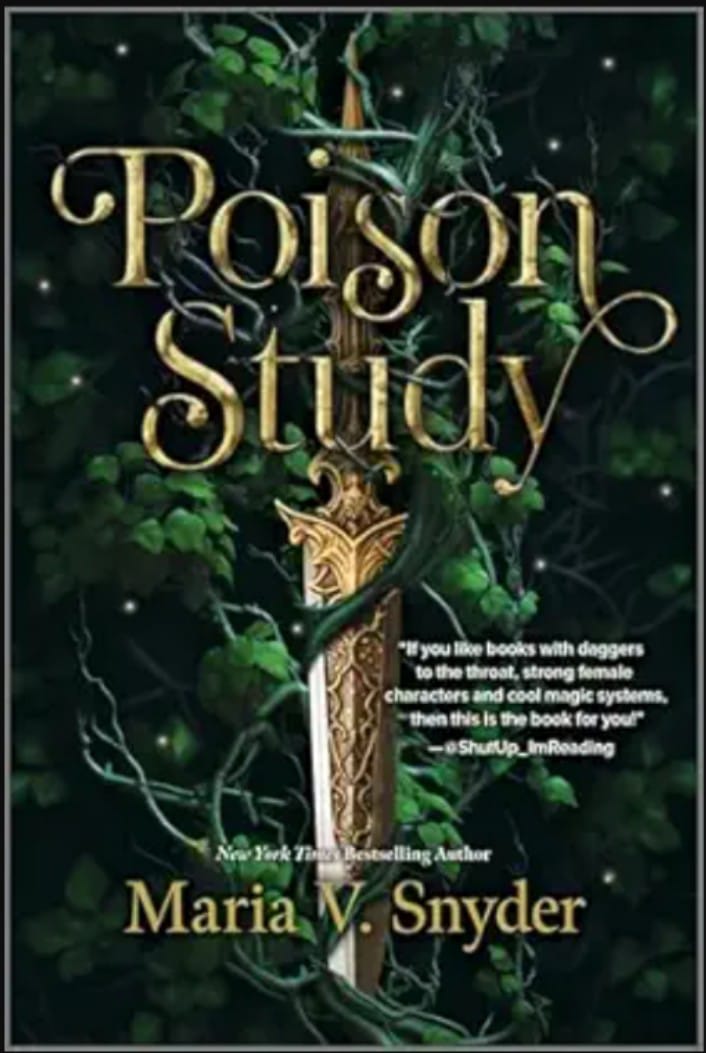 Poison
Study
"If you like books with daggers
to the throat, strong female
characters and cool magic systems,
then this is the book for you!"
—@ShutUp_ImReading
New York Times Bestselling Author
Maria V. Snyder